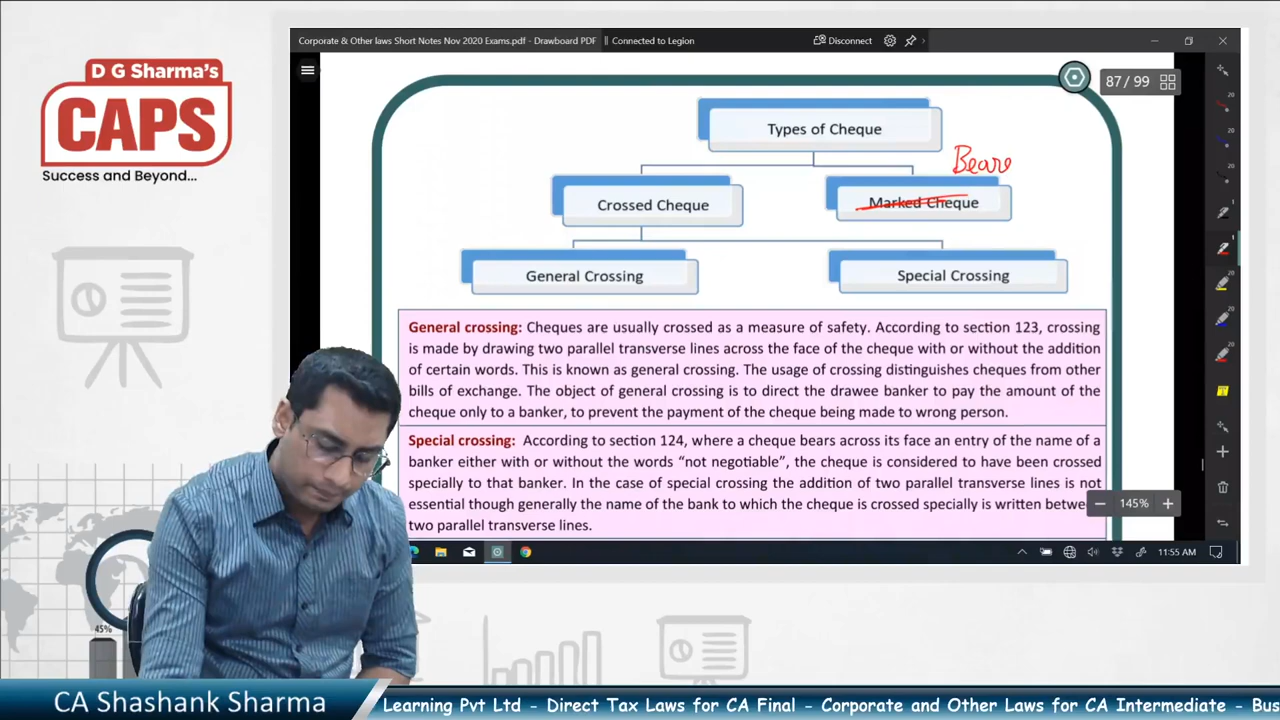 D G Sharma's
CAPS
Success and Beyond...
Corporate & Other laws Short Notes Nov 2020 Exams.pdf - Drawboard PDF
Connected to Legion
Disconnect
87 / 99
Types of Cheque
Beare
Crossed Cheque
Marked Cheque
General Crossing
Special Crossing
General crossing: Cheques are usually crossed as a measure of safety. According to section 123, crossing
is made by drawing two parallel transverse lines across the face of the cheque with or without the addition
of certain words. This is known as general crossing. The usage of crossing distinguishes cheques from other
bills of exchange. The object of general crossing is to direct the drawee banker to pay the amount of the
cheque only to a banker, to prevent the payment of the cheque being made to wrong person.
Special crossing: According to section 124, where a cheque bears across its face an entry of the name of a
banker either with or without the words “not negotiable”, the cheque is considered to have been crossed
specially to that banker. In the case of special crossing the addition of two parallel transverse lines is not
essential though generally the name of the bank to which the cheque is crossed specially is written betwe
two parallel transverse lines.
145%
11:55 AM
45%
CA Shashank Sharma
Learning Pvt Ltd - Direct Tax Laws for CA Final - Corporate and Other Laws for CA Intermediate - Bus